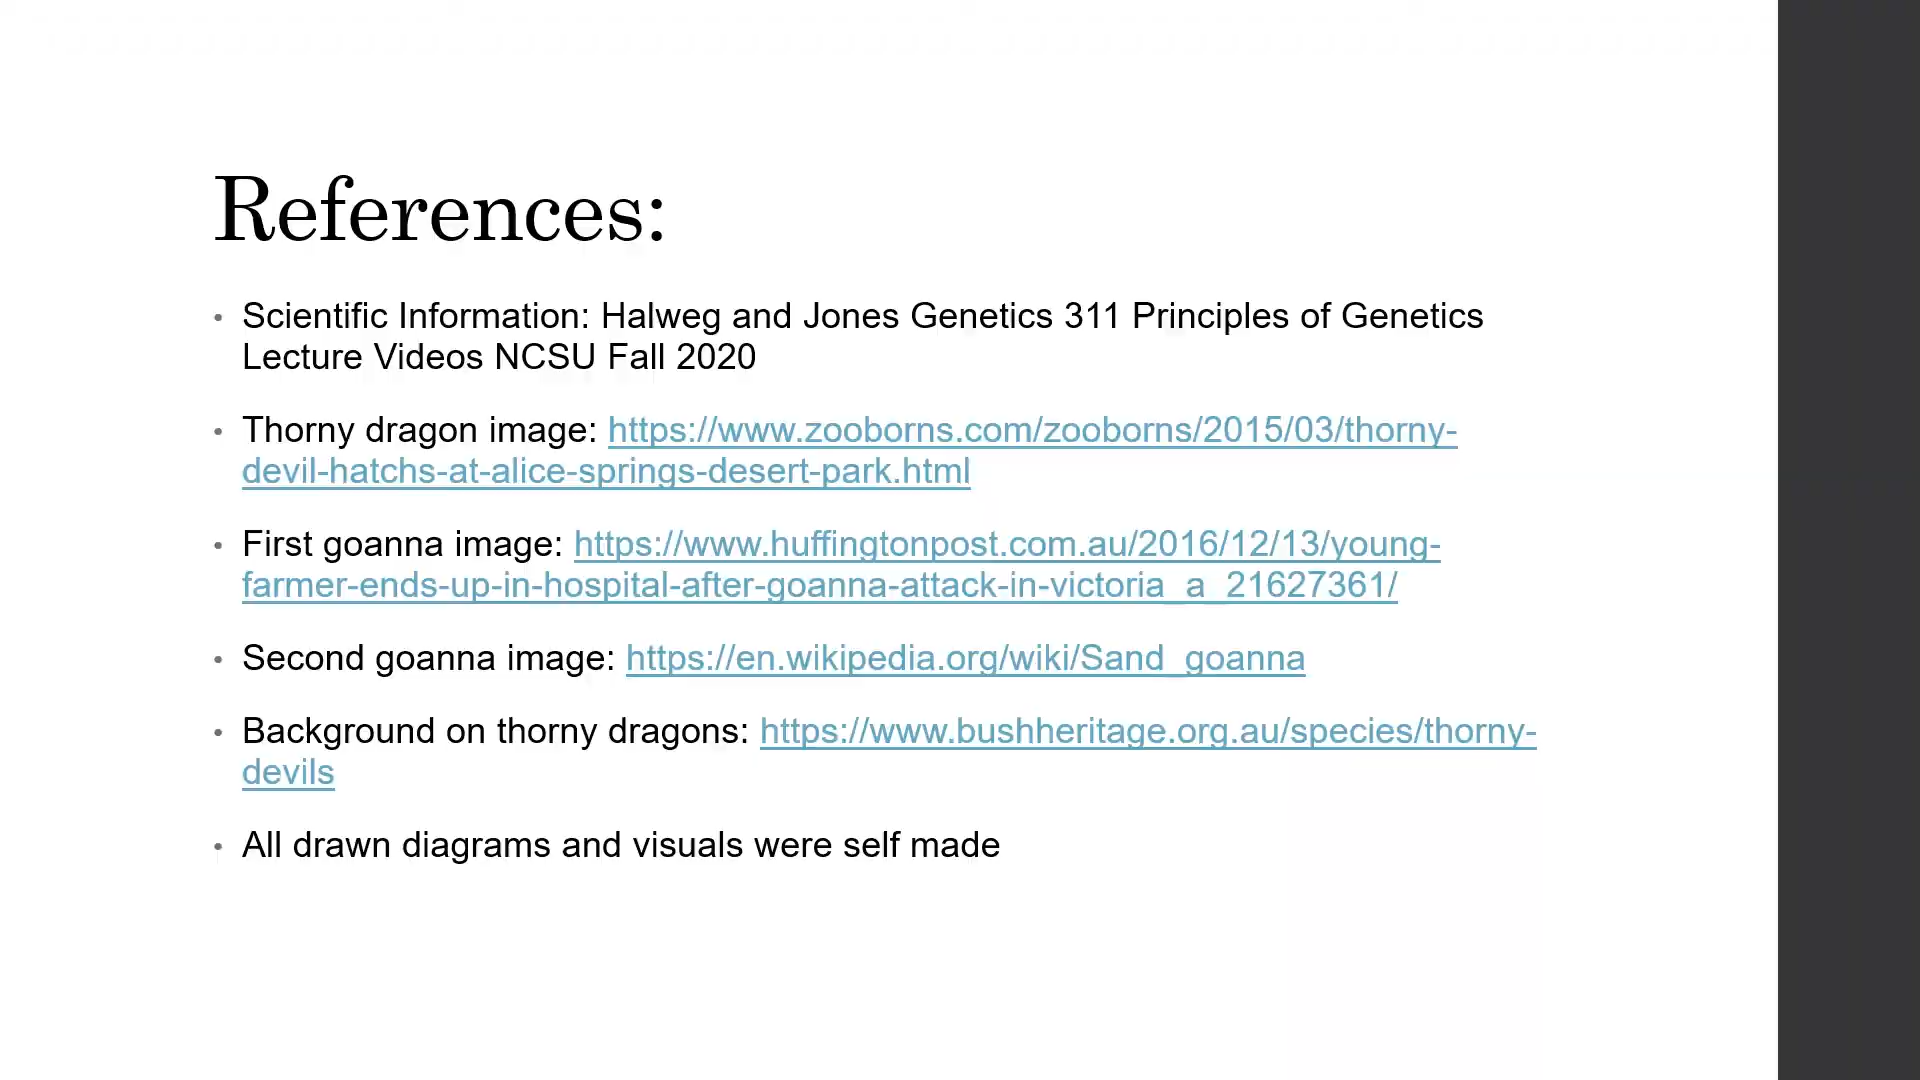 References:
• Scientific Information: Halweg and Jones Genetics 311 Principles of Genetics
Lecture Videos NCSU Fall 2020
• Thorny dragon image: https://www.zooborns.com/zooborns/2015/03/thorny-
devil-hatchs-at-alice-springs-desert-park.html
• First goanna image: https://www.huffingtonpost.com.au/2016/12/13/young-
farmer-ends-up-in-hospital-after-goanna-attack-in-victoria_a_21627361/
• Second goanna image: https://en.wikipedia.org/wiki/Sand_goanna
• Background on thorny dragons: https://www.bushheritage.org.au/species/thorny-
devils
• All drawn diagrams and visuals were self made